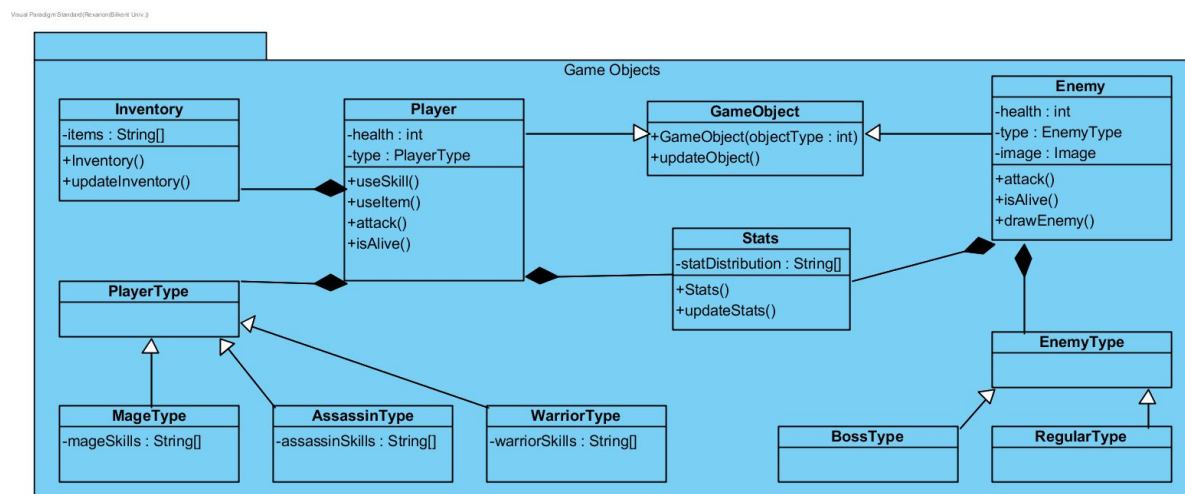 Visual Paradigm Standard(Rexarion(Bilkent Univ.))
Game Objects
Inventory
-items : String[]
+Inventory()
+updateInventory()
Player
-health : int
-type : PlayerType
+useSkill()
+useItem()
+attack()
+isAlive()
GameObject
+GameObject(objectType : int)
+updateObject()
Enemy
-health : int
-type : EnemyType
-image : Image
+attack()
+isAlive()
+drawEnemy()
Stats
-statDistribution : String[]
+Stats()
+updateStats()
PlayerType
EnemyType
MageType
-mageSkills : String[]
AssassinType
-assassinSkills : String[]
WarriorType
-warriorSkills : String[]
BossType
RegularType